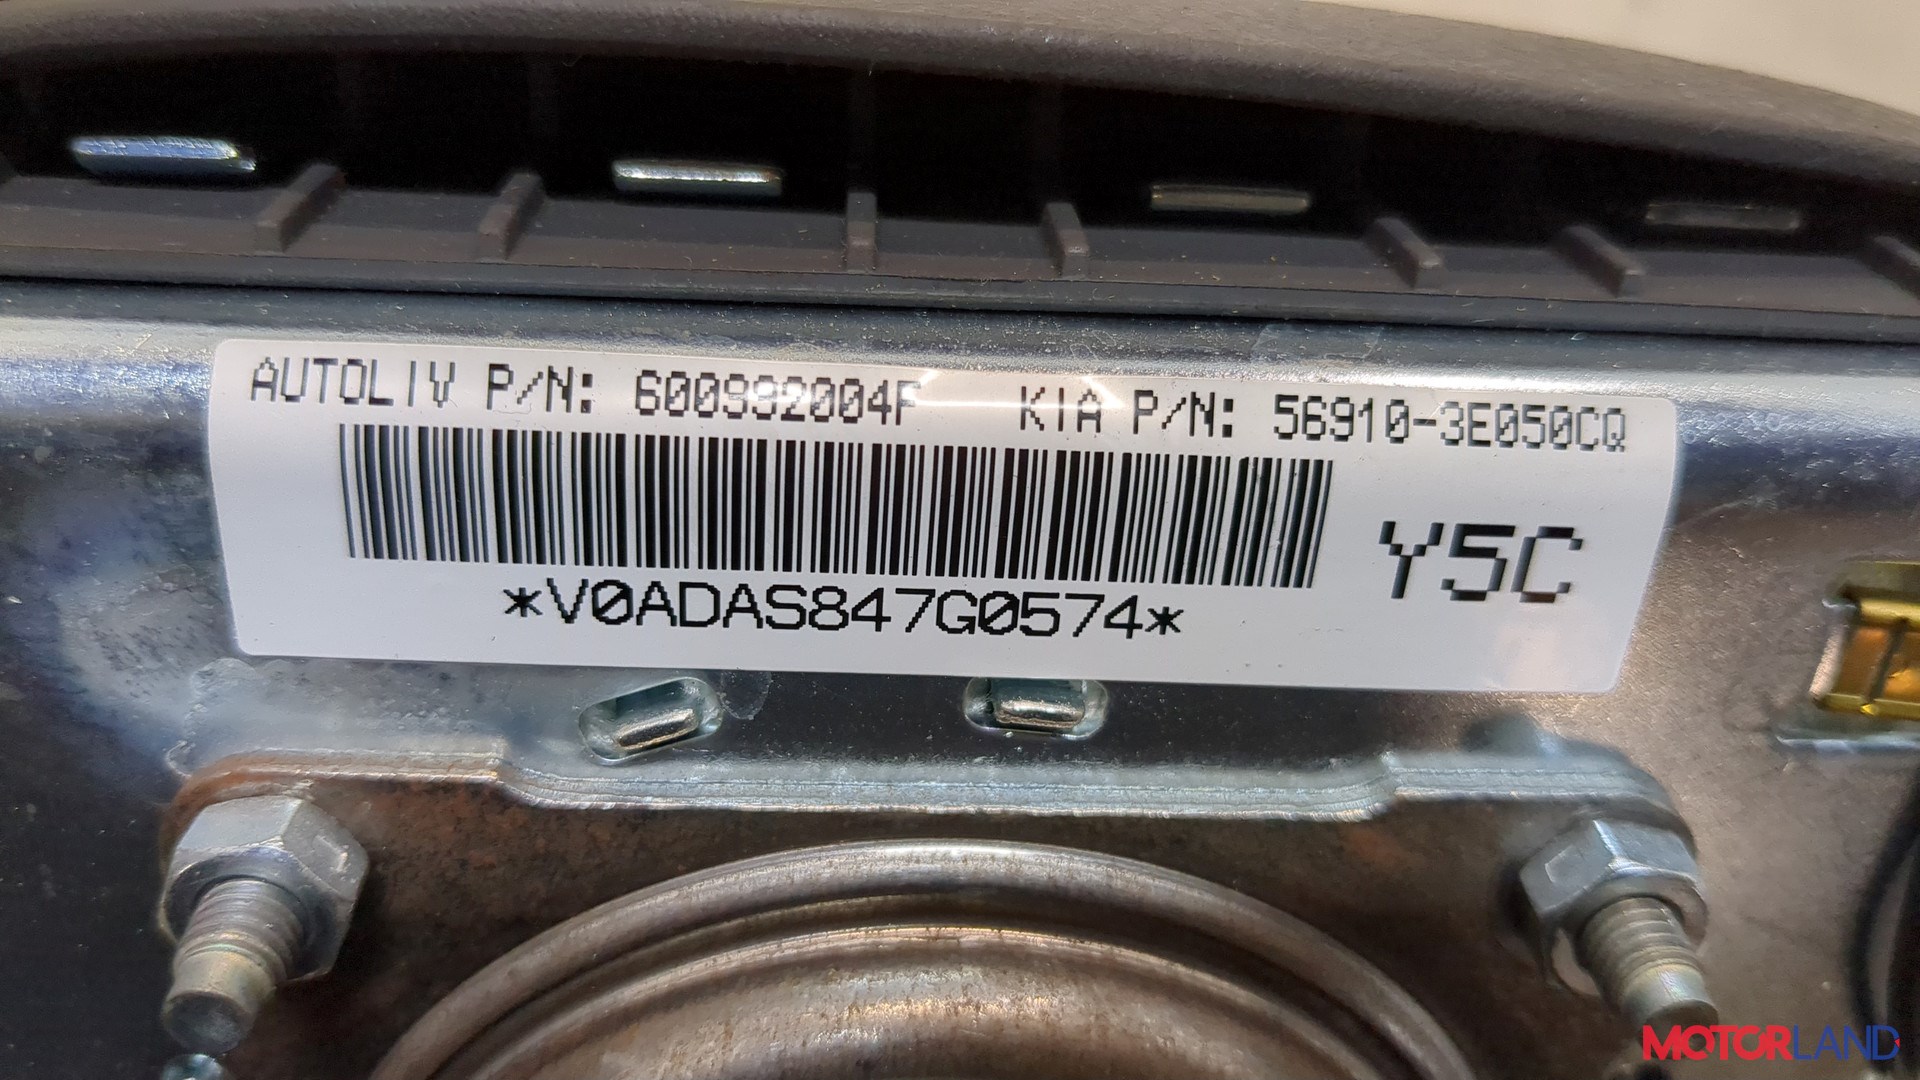 AUTOLIV P/N: 600992004F KIA P/N: 56910-3E050CQ
Y5C
*V0ADAS847G0574*
MOTORLAND